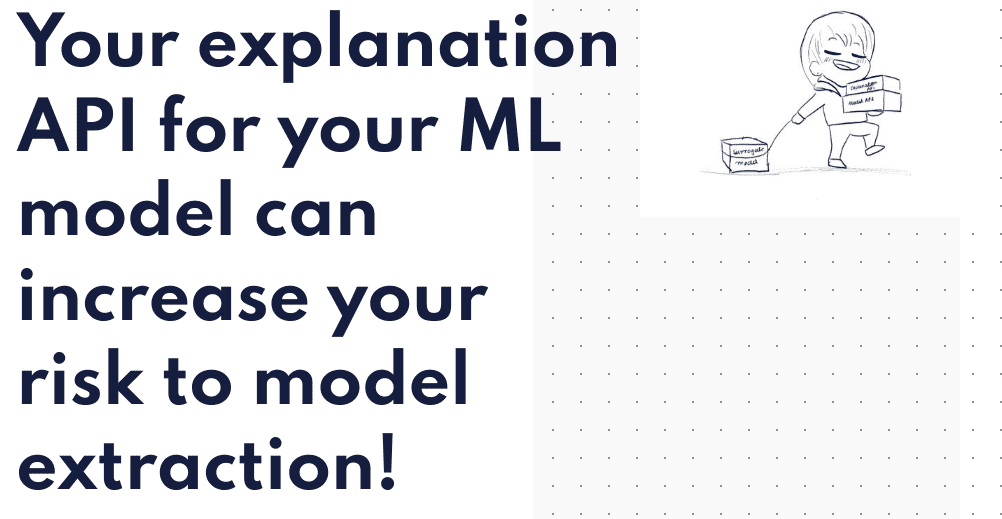 Your explanation
API for your ML
model can
increase your
risk to model
extraction!
Explanation
API
Model API
Surrogate
model